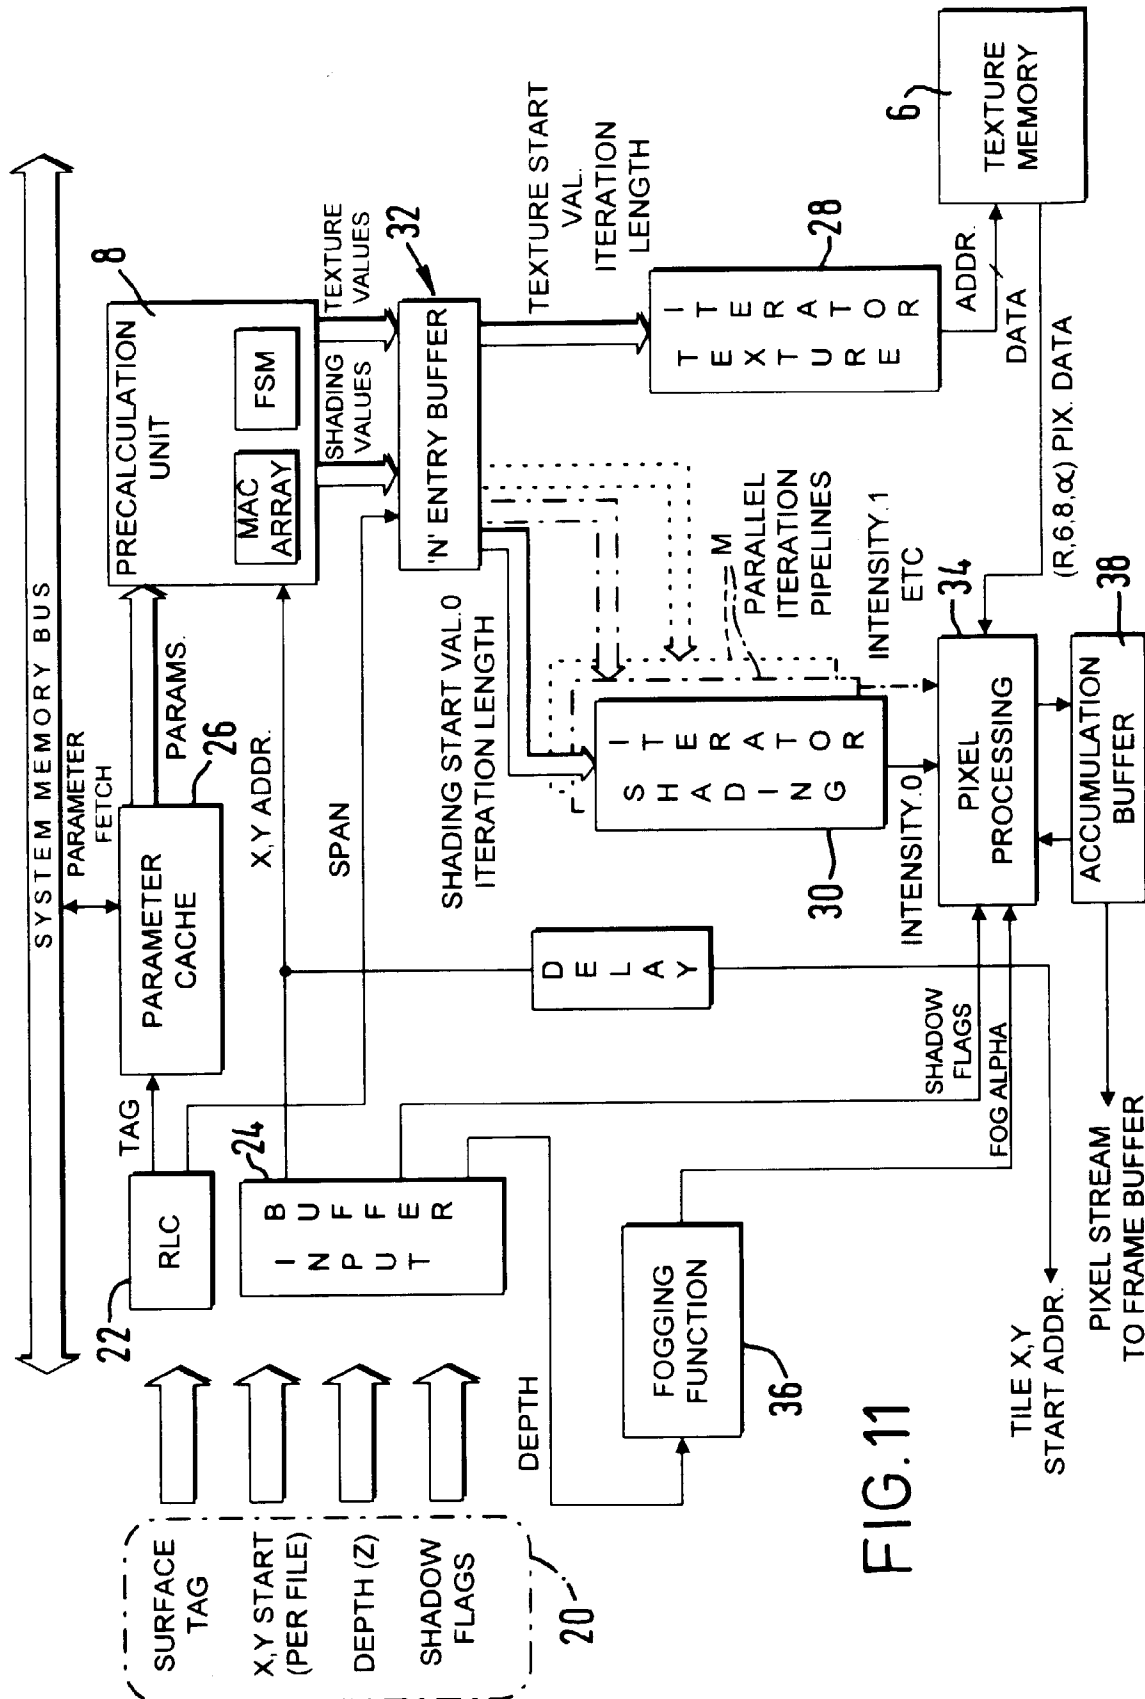 SYSTEM MEMORY BUS
PARAMETER
FETCH
PARAMETER
CACHE
26
PARAMS.
PRECALCULATION
UNIT
8
MAC
ARRAY
FSM
TAG
RLC
22
SURFACE
TAG
X,Y START
(PER FILE)
DEPTH (Z)
SHADOW
FLAGS
20
INPUT
BUFFER
24
X,Y ADDR.
SPAN
SHADING
VALUES
TEXTURE
VALUES
'N' ENTRY BUFFER
32
SHADING START VAL.0
ITERATION LENGTH
TEXTURE START
VAL.
ITERATION
LENGTH
DELAY
SHADING
ITERATOR
30
M
PARALLEL
ITERATION
PIPELINES
TEXTURE
ITERATOR
28
ADDR.
DATA
TEXTURE
MEMORY
6
DEPTH
FOGGING
FUNCTION
36
SHADOW
FLAGS
FOG ALPHA
INTENSITY.0
INTENSITY.1
ETC
PIXEL
PROCESSING
34
(R,6,8,α) PIX. DATA
ACCUMULATION
BUFFER
38
TILE X,Y
START ADDR.
PIXEL STREAM
TO FRAME BUFFER
FIG.11